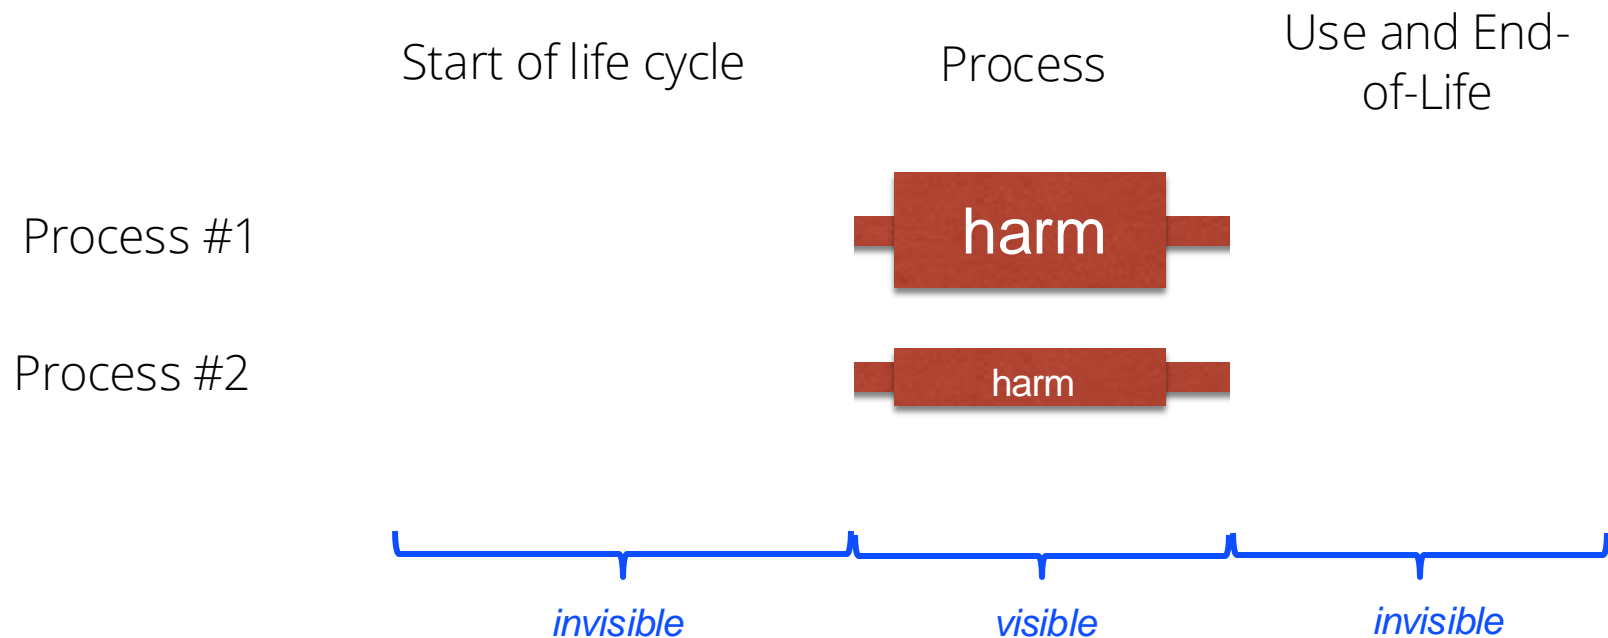 Start of life cycle
Process
Use and End-
of-Life
Process #1
harm
Process #2
harm
invisible
visible
invisible